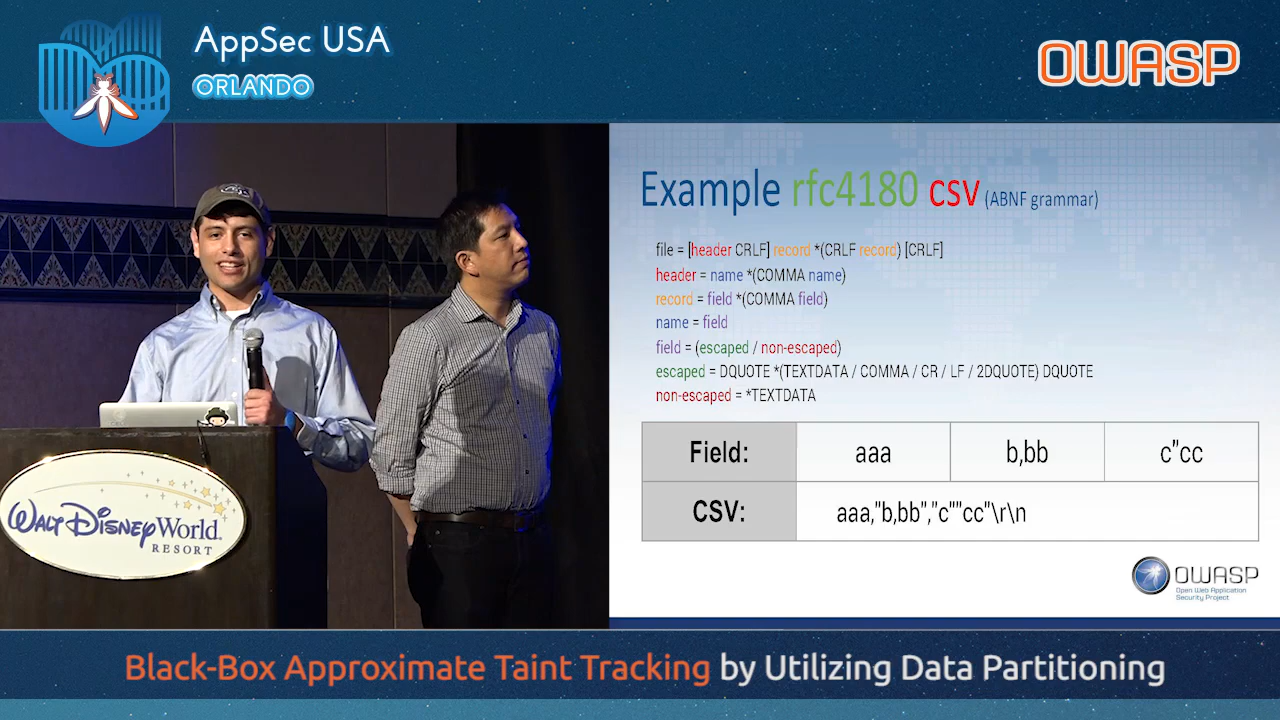 AppSec USA
ORLANDO
OWASP
Example rfc4180 csv (ABNF grammar)
file = [header CRLF] record *(CRLF record) [CRLF]
header = name *(COMMA name)
record = field *(COMMA field)
name = field
field = (escaped / non-escaped)
escaped = DQUOTE *(TEXTDATA / COMMA / CR / LF / 2DQUOTE) DQUOTE
non-escaped = *TEXTDATA
Field: aaa b,bb c"cc
CSV: aaa,"b,bb","c""cc"\r\n
WALT DISNEY World.
RESORT
OWASP
Open Web Application
Security Project
Black-Box Approximate Taint Tracking by Utilizing Data Partitioning